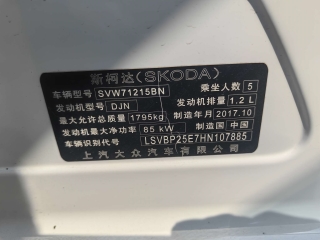 斯柯达(SKODA)
车辆型号 SVW71215BN 乘坐人数 5
发动机型号 DJN 发动机排量 1.2 L
最大允许总质量 1795kg 制造年月 2017.10
发动机最大净功率 85 kW 制造国 中国
车辆识别代号 LSVBP25E7HN107885
上汽大众汽车有限公司